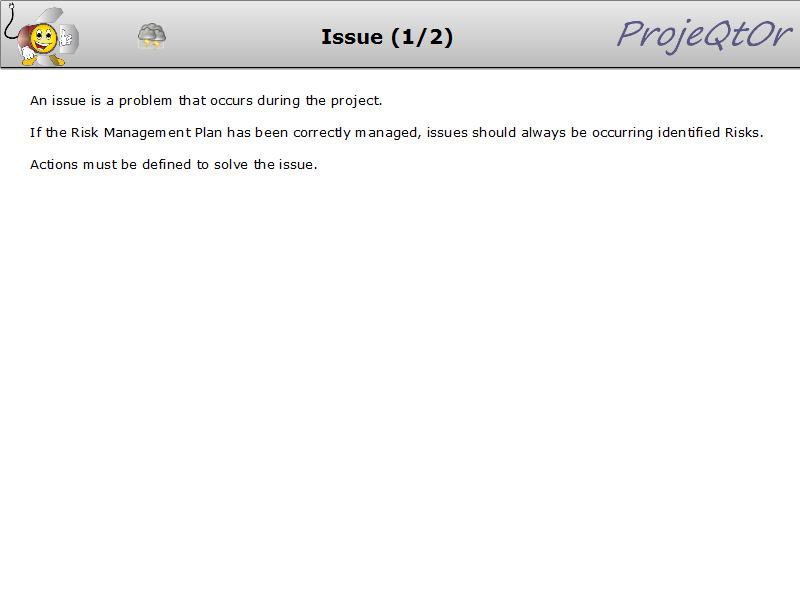 Issue (1/2)
ProjeQtOr
An issue is a problem that occurs during the project.
If the Risk Management Plan has been correctly managed, issues should always be occurring identified Risks.
Actions must be defined to solve the issue.